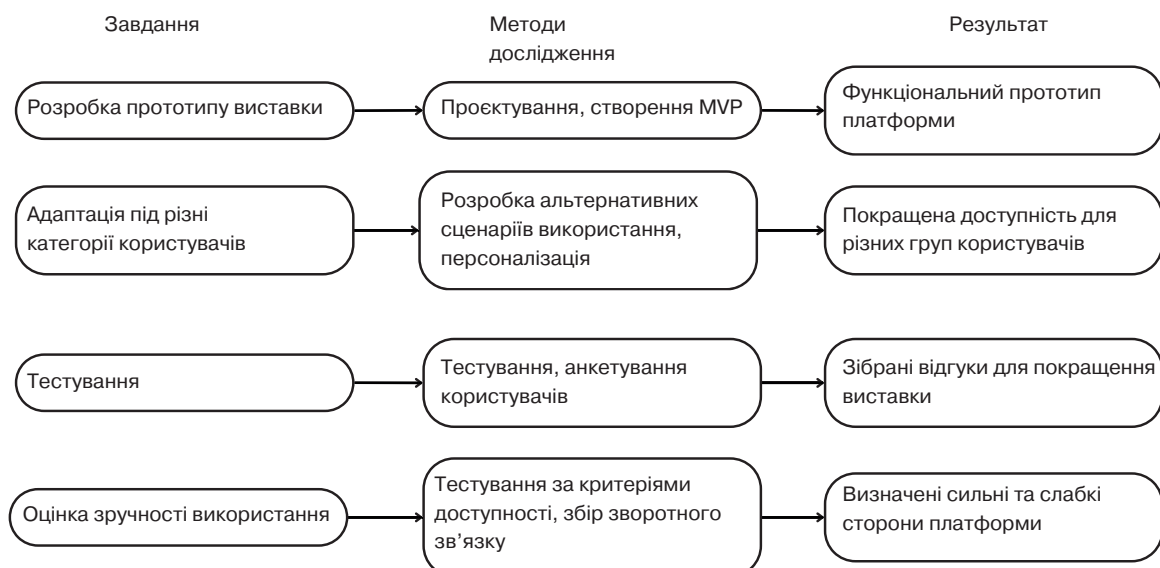 Завдання
Методи
дослідження
Результат
Розробка прототипу виставки
Проєктування, створення MVP
Функціональний прототип
платформи
Адаптація під різні
категорії користувачів
Розробка альтернативних
сценаріїв використання,
персоналізація
Покращена доступність для
різних груп користувачів
Тестування
Тестування, анкетування
користувачів
Зібрані відгуки для покращення
виставки
Оцінка зручності використання
Тестування за критеріями
доступності, збір зворотного
зв’язку
Визначені сильні та слабкі
сторони платформи